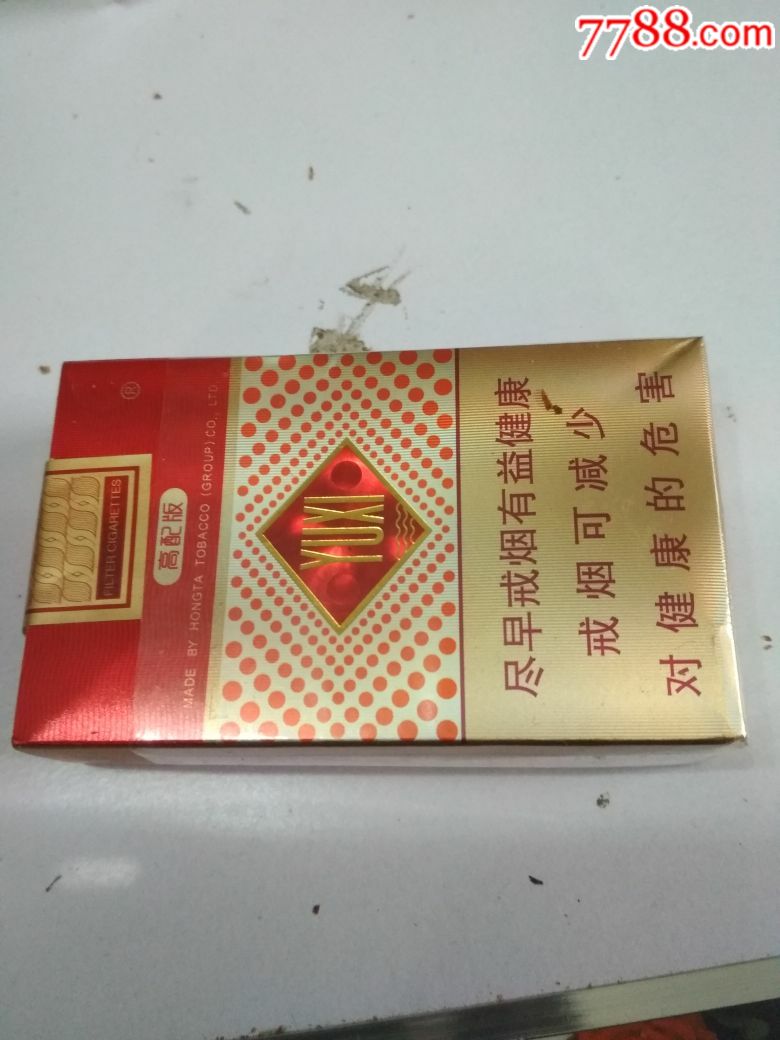 7788.com
FILTER CIGARETTES
®
高配版
MADE BY HONGTA TOBACCO (GROUP) CO., LTD.
YUXI
尽早戒烟有益健康
戒烟可减少
对健康的危害